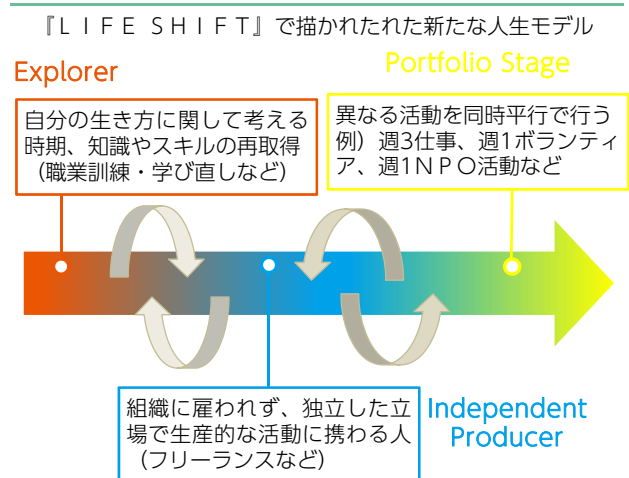 『ＬＩＦＥ ＳＨＩＦＴ』で描かれたれた新たな人生モデル
Explorer
Portfolio Stage
自分の生き方に関して考える
時期、知識やスキルの再取得
（職業訓練・学び直しなど）
異なる活動を同時平行で行う
例）週3仕事、週1ボランティ
ア、週1ＮＰＯ活動など
組織に雇われず、独立した立
場で生産的な活動に携わる人
（フリーランスなど）
Independent
Producer